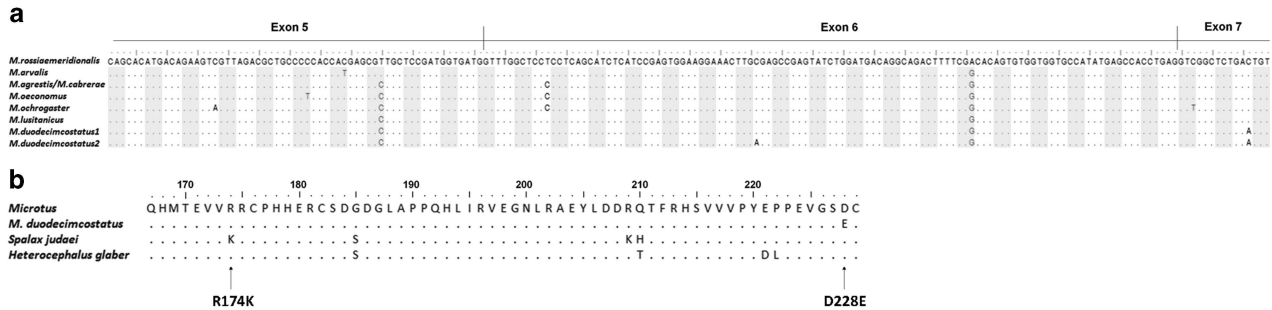 a
Exon 5 Exon 6 Exon 7
M.rossiaemeridionalis CAGCACATGACAGAAGTCGTTAGACGCTGCCCCCACCACGAGCGTTGCTCCGATGGTGATGGTTTGGCTCCTCCTCAGCATCTCATCCGAGTGGAAGGAAACTTGCGAGCCGAGTATCTGGATGACAGGCAGACTTTTCGACACAGTGTGGTGGTGCCATATGAGCCACCTGAGGTCGGCTCTGACTGT
M.arvalis T G
M.agrestis/M.cabrerae C C G
M.oeconomus T C C G
M.ochrogaster A C C G T
M.lusitanicus C G
M.duodecimcostatus1 C G A
M.duodecimcostatus2 C A G A
b
170 180 190 200 210 220
Microtus Q H M T E V V R R C P H H E R C S D G D G L A P P Q H L I R V E G N L R A E Y L D D R Q T F R H S V V V P Y E P P E V G S D C
M. duodecimcostatus E
Spalax judaei K S K H
Heterocephalus glaber S T D L
R174K D228E